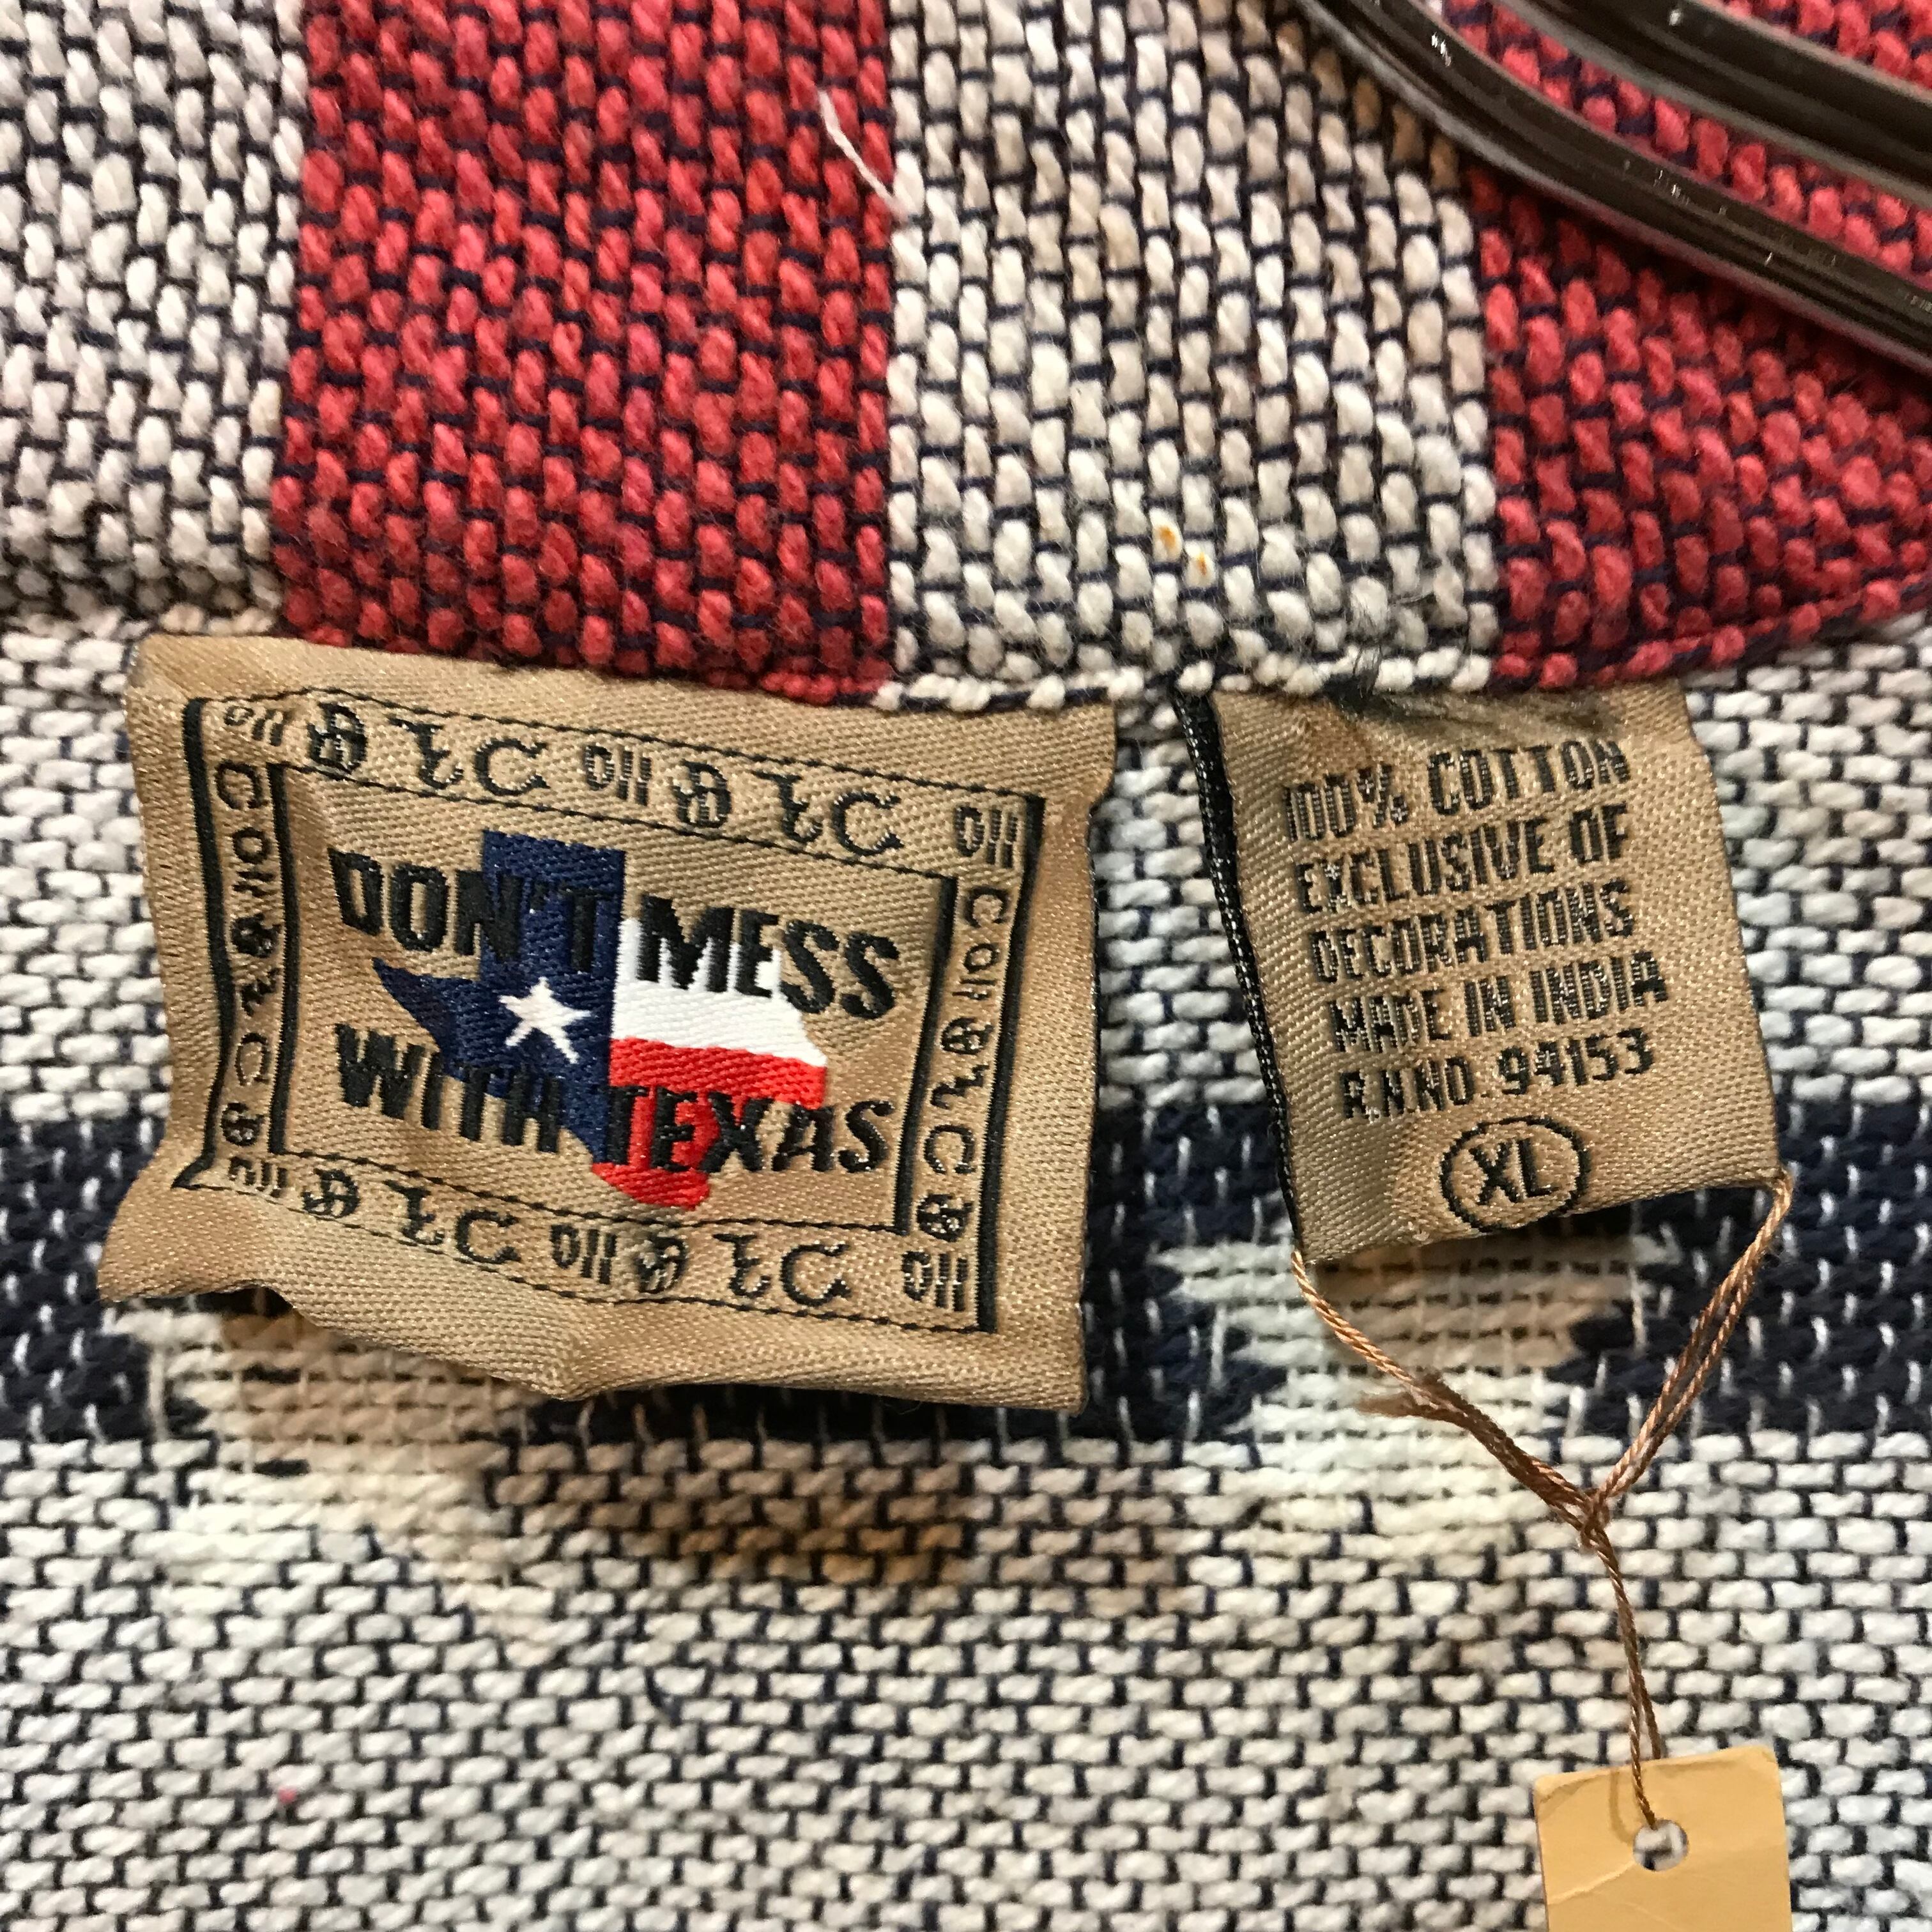 DON'T MESS
WITH TEXAS
100% COTTON
EXCLUSIVE OF
DECORATIONS
MADE IN INDIA
R.N.NO. 94153
XL